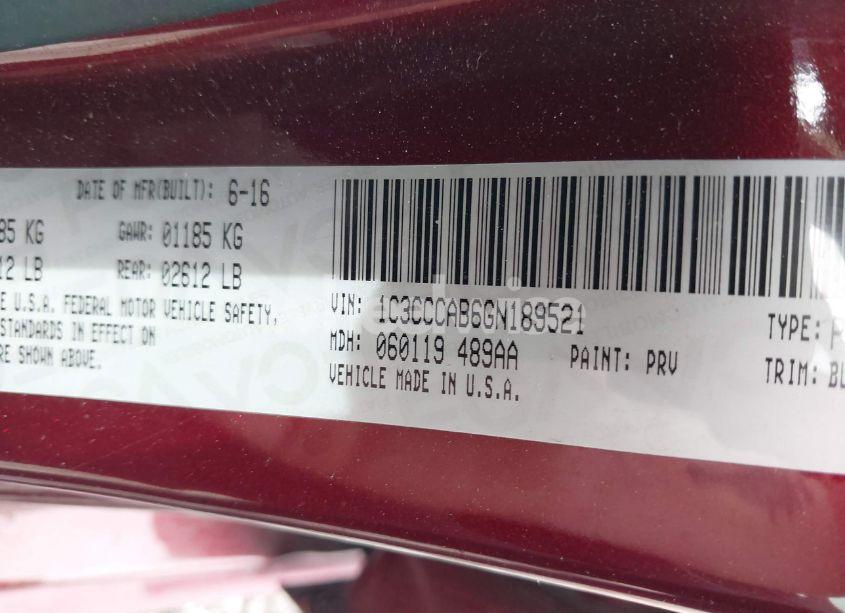 DATE OF MFR(BUILT): 6-16
85 KG GAWR: 01185 KG
12 LB REAR: 02612 LB
E U.S.A. FEDERAL MOTOR VEHICLE SAFETY,
STANDARDS IN EFFECT ON
RE SHOWN ABOVE.
VIN: 1C3CCCAB6GN189521
MDH: 060119 489AA PAINT: PRV
VEHICLE MADE IN U.S.A.
TYPE: P
TRIM: BL